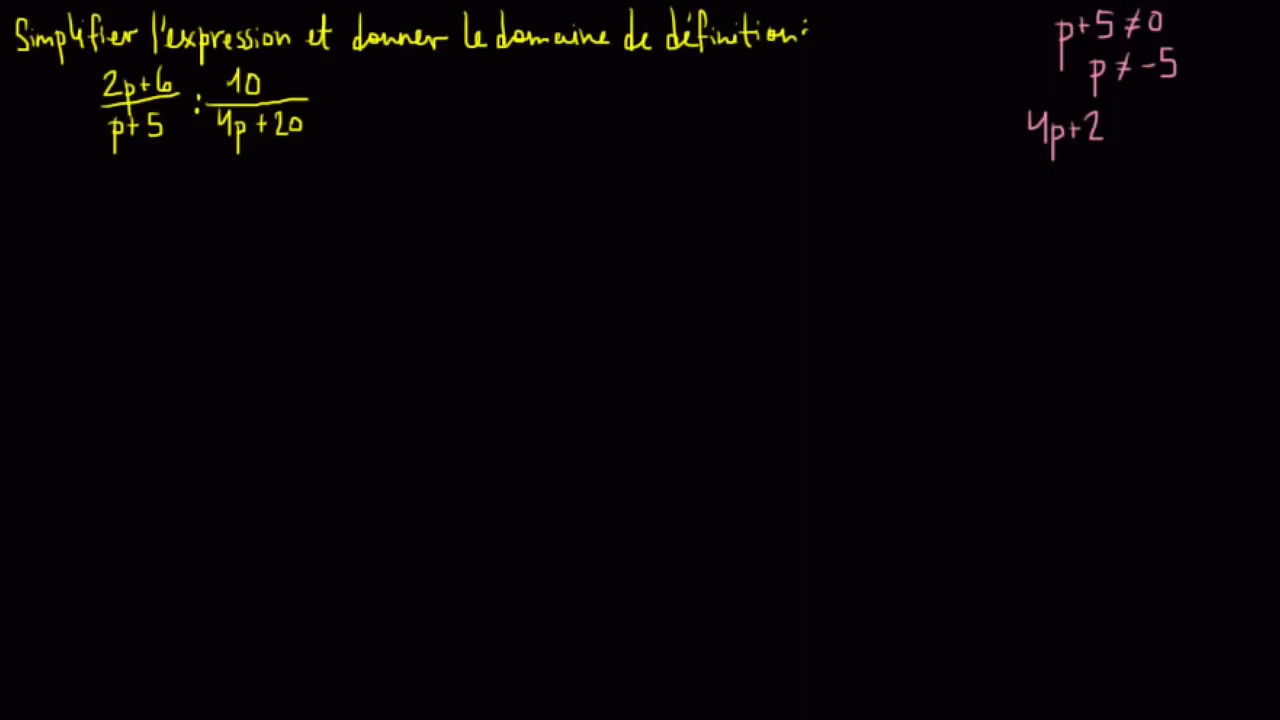 Simplifier l'expression et donner le domaine de définition:
2p+6 / p+5 : 10 / 4p+20
p+5≠0
p≠-5
4p+2